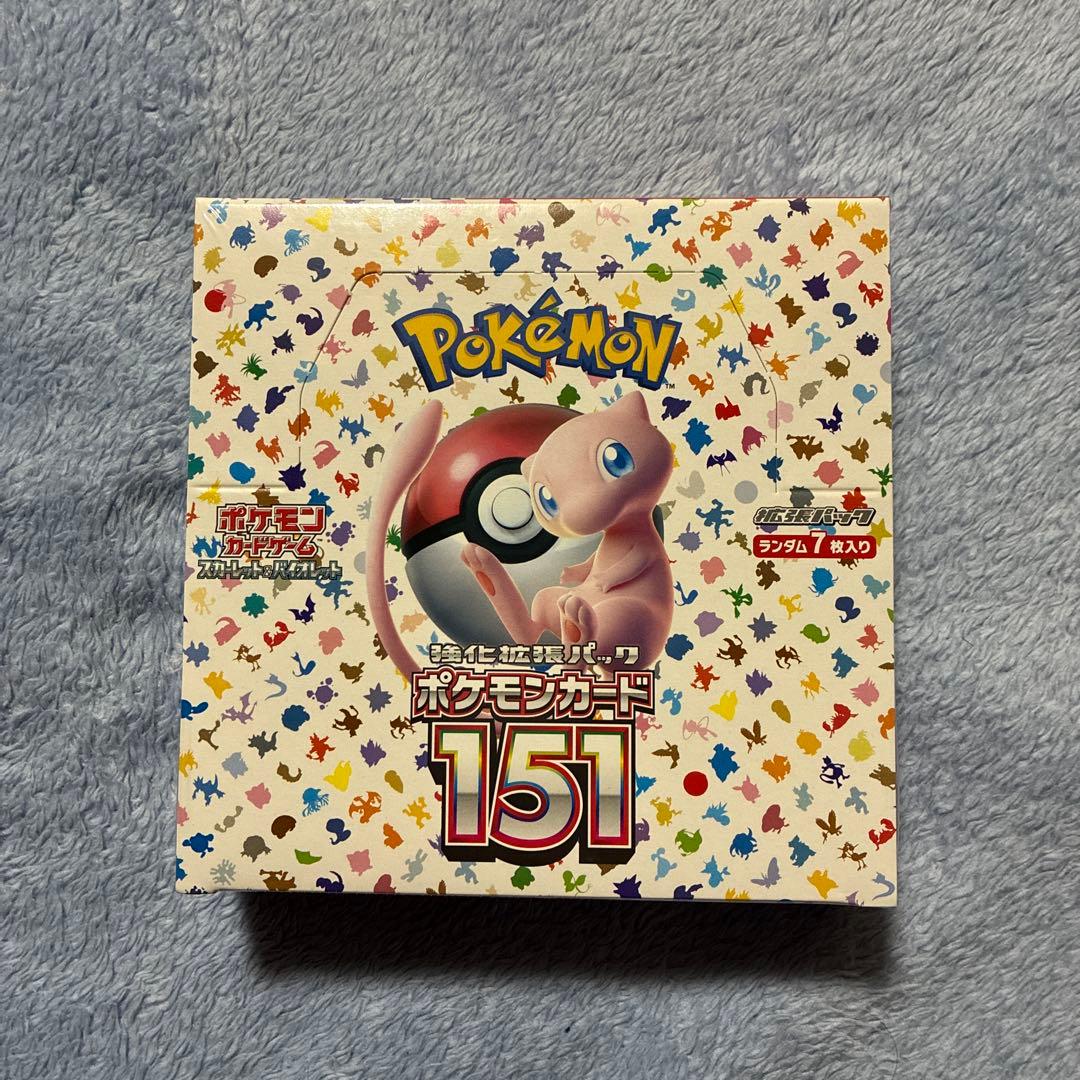 POKéMON
TM
ポケモン
カードゲーム
スカーレット&バイオレット
拡張パック
ランダム7枚入り
強化拡張パック
ポケモンカード
151